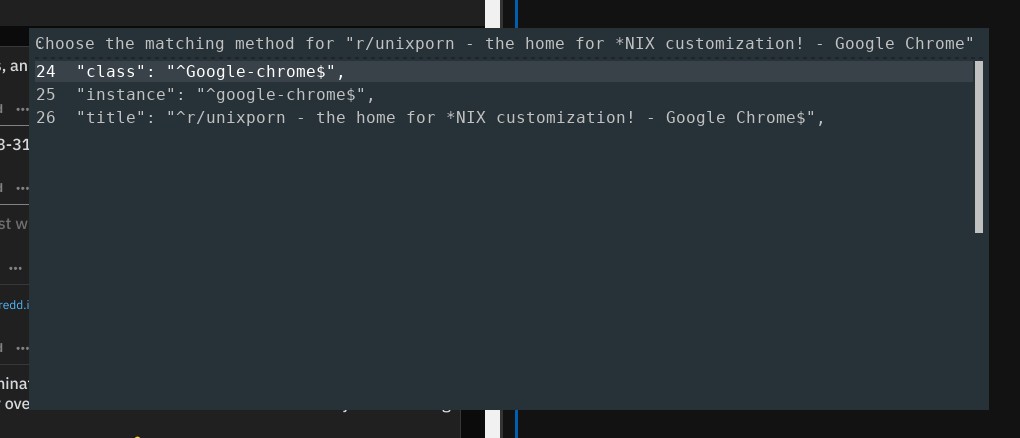 Choose the matching method for "r/unixporn - the home for *NIX customization! - Google Chrome"
24 "class": "^Google-chrome$",
25 "instance": "^google-chrome$",
26 "title": "^r/unixporn - the home for *NIX customization! - Google Chrome$",
, an
3-31
st w
redd.i
ove